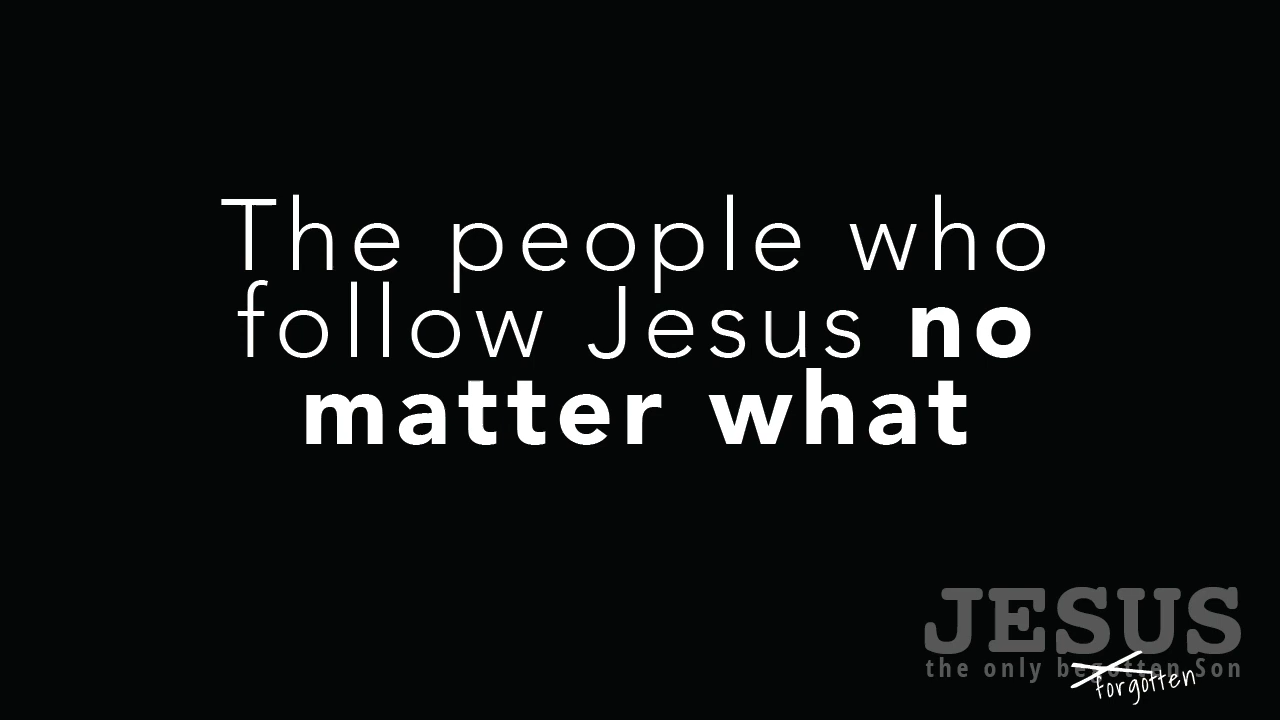 The people who
follow Jesus no
matter what
JESUS
the only begotten Son
forgotten